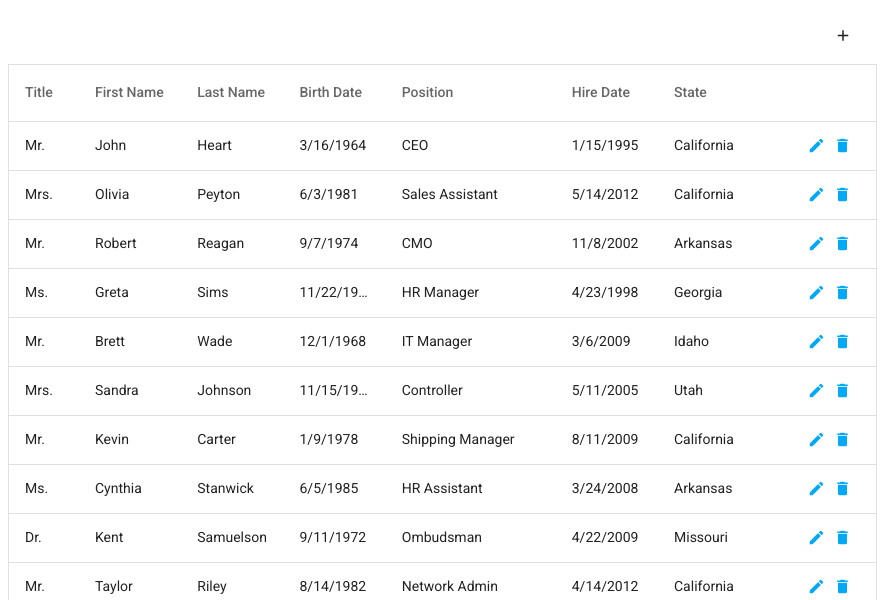 +
Title First Name Last Name Birth Date Position Hire Date State
Mr. John Heart 3/16/1964 CEO 1/15/1995 California
Mrs. Olivia Peyton 6/3/1981 Sales Assistant 5/14/2012 California
Mr. Robert Reagan 9/7/1974 CMO 11/8/2002 Arkansas
Ms. Greta Sims 11/22/19... HR Manager 4/23/1998 Georgia
Mr. Brett Wade 12/1/1968 IT Manager 3/6/2009 Idaho
Mrs. Sandra Johnson 11/15/19... Controller 5/11/2005 Utah
Mr. Kevin Carter 1/9/1978 Shipping Manager 8/11/2009 California
Ms. Cynthia Stanwick 6/5/1985 HR Assistant 3/24/2008 Arkansas
Dr. Kent Samuelson 9/11/1972 Ombudsman 4/22/2009 Missouri
Mr. Taylor Riley 8/14/1982 Network Admin 4/14/2012 California